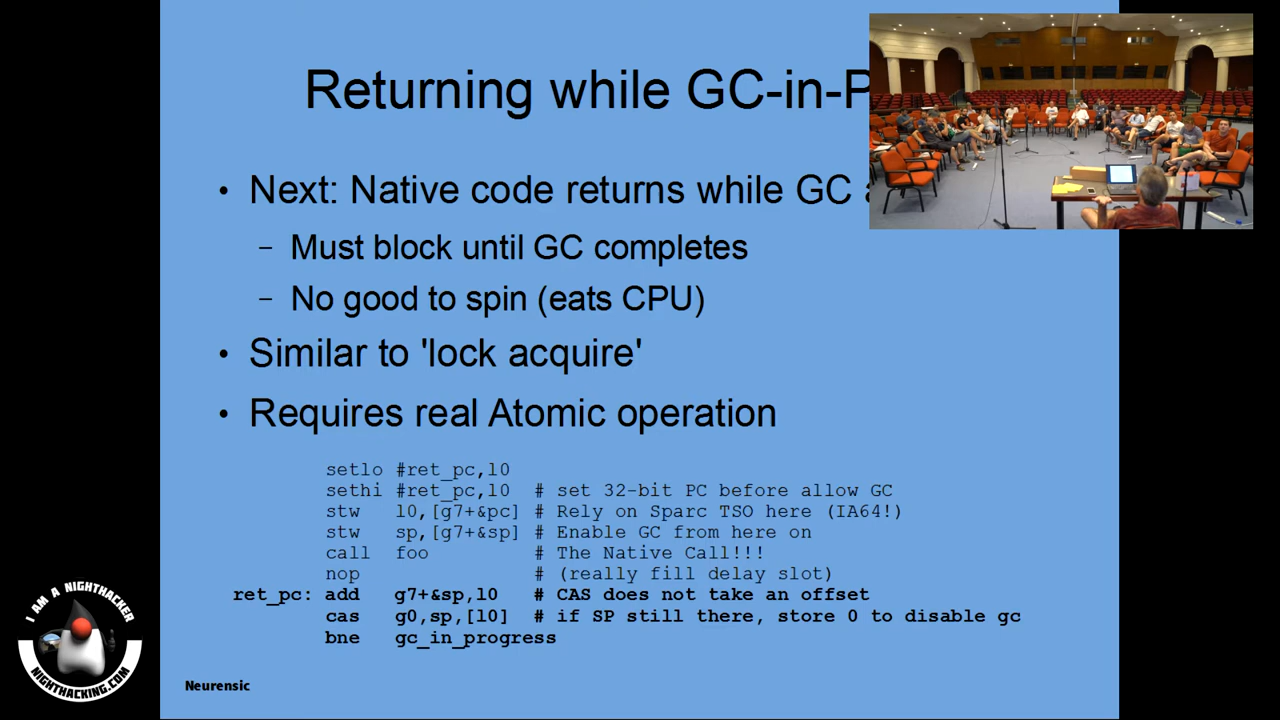 Returning while GC-in-P
• Next: Native code returns while GC a
– Must block until GC completes
– No good to spin (eats CPU)
• Similar to 'lock acquire'
• Requires real Atomic operation
setlo #ret_pc,l0
sethi #ret_pc,l0 # set 32-bit PC before allow GC
stw l0,[g7+&pc] # Rely on Sparc TSO here (IA64!)
stw sp,[g7+&sp] # Enable GC from here on
call foo # The Native Call!!!
nop # (really fill delay slot)
ret_pc: add g7+&sp,l0 # CAS does not take an offset
cas g0,sp,[l0] # if SP still there, store 0 to disable gc
bne gc_in_progress
I AM A NIGHTHACKER
NIGHTHACKING.COM
Neurensic